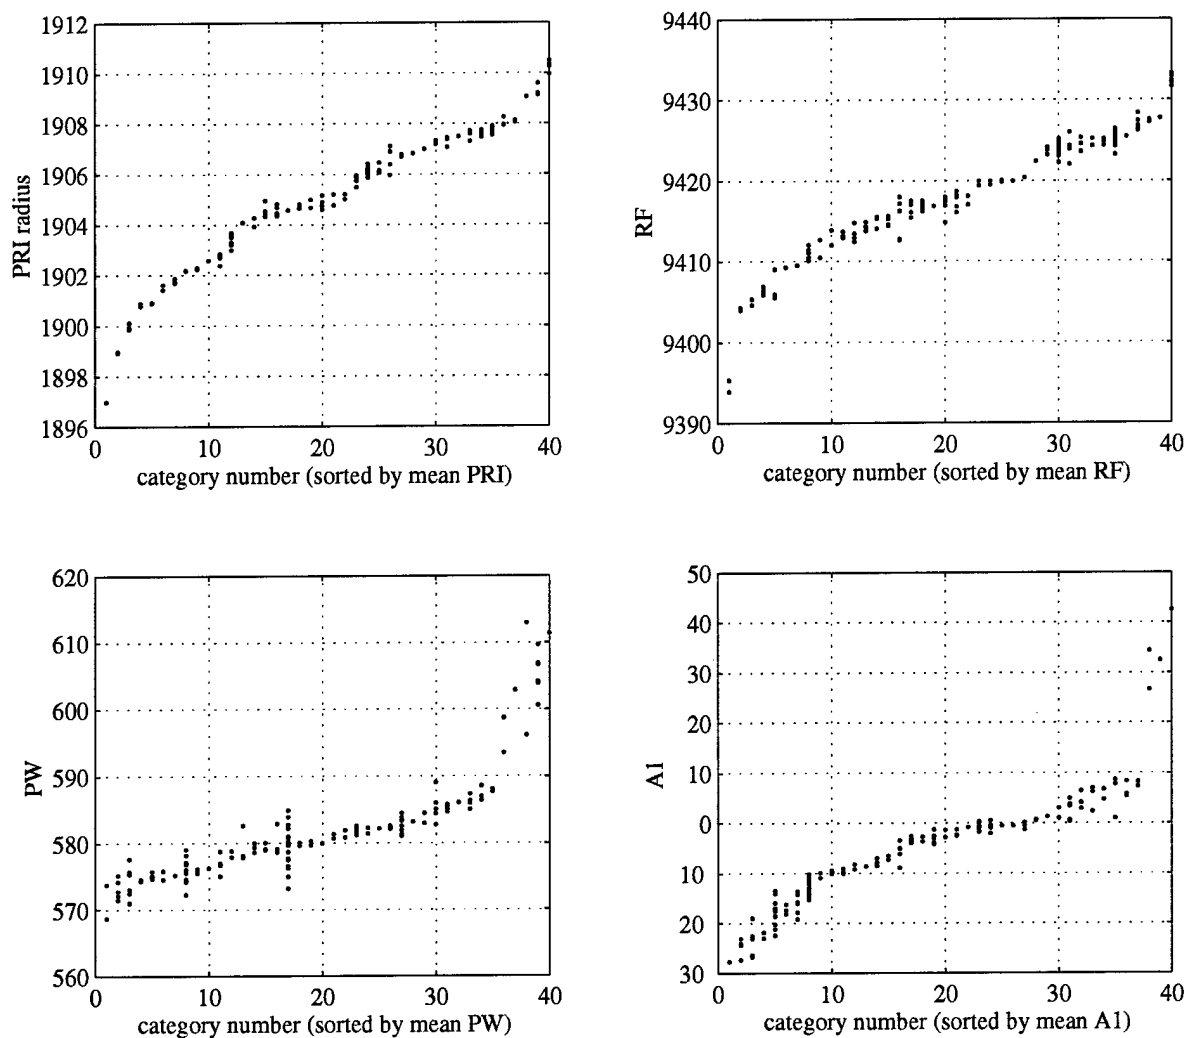 1912
1910
1908
1906
1904
1902
1900
1898
1896
PRI radius
0 10 20 30 40
category number (sorted by mean PRI)
9440
9430
9420
9410
9400
9390
RF
0 10 20 30 40
category number (sorted by mean RF)
620
610
600
590
580
570
560
PW
0 10 20 30 40
category number (sorted by mean PW)
50
40
30
20
10
0
10
20
30
A1
0 10 20 30 40
category number (sorted by mean A1)